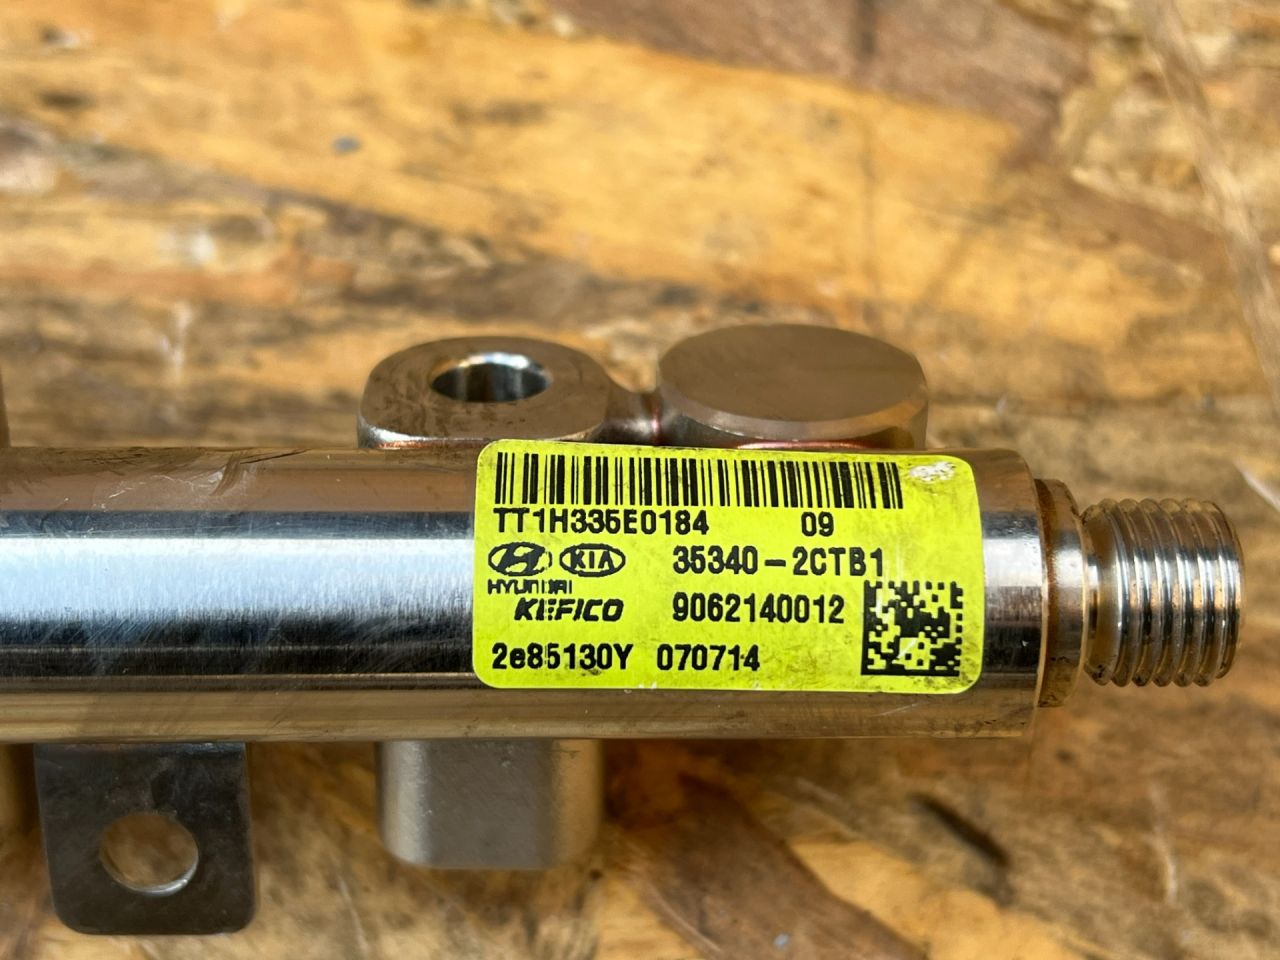 TT1H335E0184 09
KIA 35340-2CTB1
HYUNDAI
KEFICO 9062140012
2e85130Y 070714